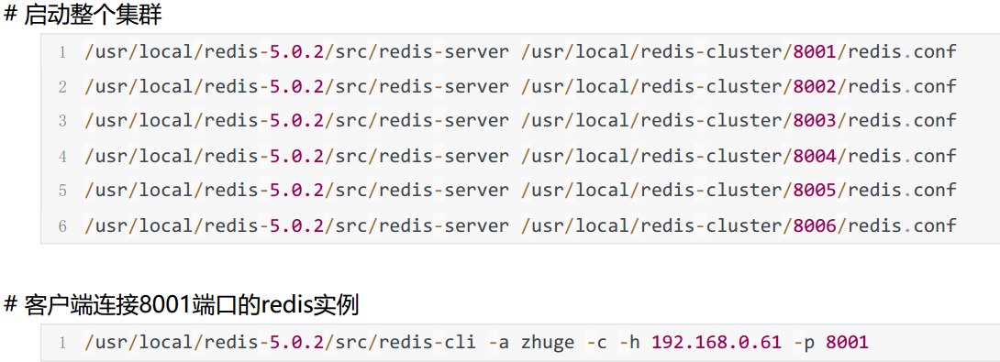 # 启动整个集群
1 /usr/local/redis-5.0.2/src/redis-server /usr/local/redis-cluster/8001/redis.conf
2 /usr/local/redis-5.0.2/src/redis-server /usr/local/redis-cluster/8002/redis.conf
3 /usr/local/redis-5.0.2/src/redis-server /usr/local/redis-cluster/8003/redis.conf
4 /usr/local/redis-5.0.2/src/redis-server /usr/local/redis-cluster/8004/redis.conf
5 /usr/local/redis-5.0.2/src/redis-server /usr/local/redis-cluster/8005/redis.conf
6 /usr/local/redis-5.0.2/src/redis-server /usr/local/redis-cluster/8006/redis.conf
# 客户端连接8001端口的redis实例
1 /usr/local/redis-5.0.2/src/redis-cli -a zhuge -c -h 192.168.0.61 -p 8001